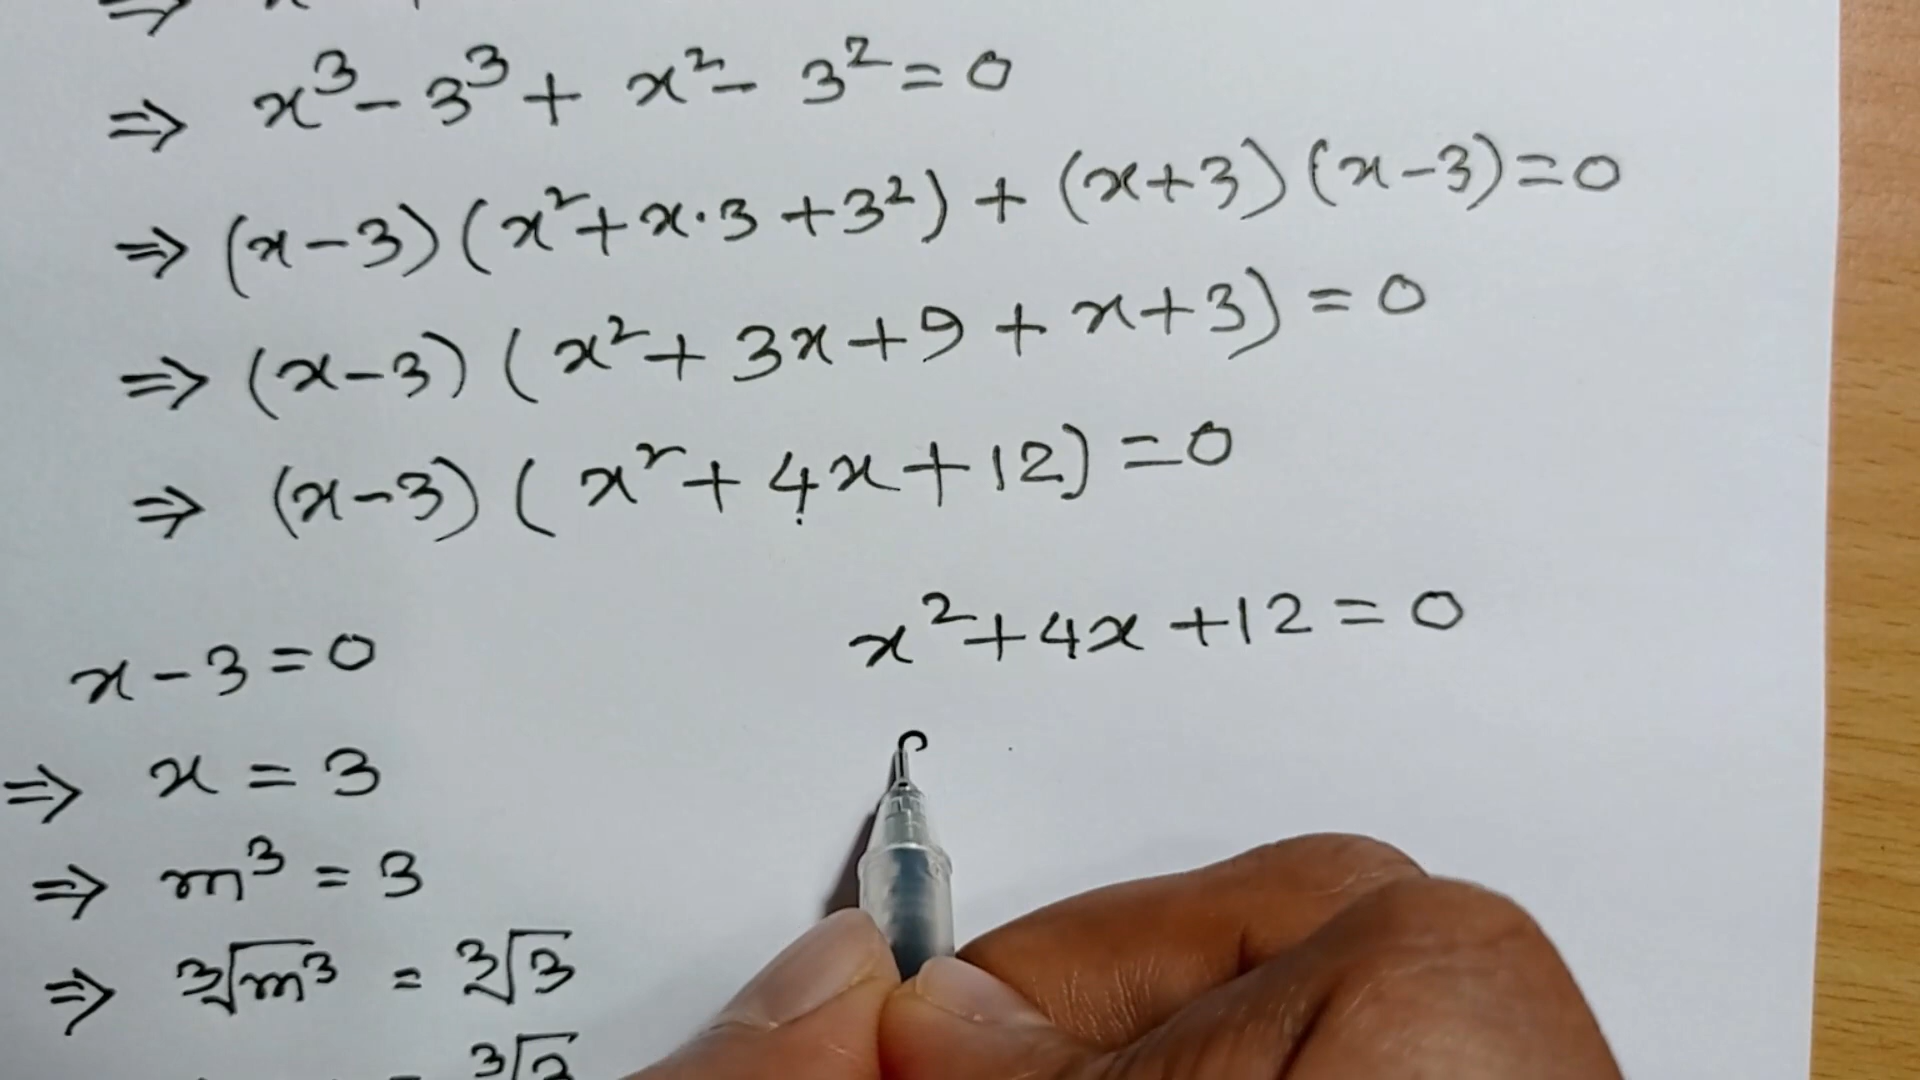 ⇒ x³ - 3³ + x² - 3² = 0
⇒ (x-3) (x² + x·3 + 3²) + (x+3) (x-3) = 0
⇒ (x-3) ( x² + 3x + 9 + x+3) = 0
⇒ (x-3) ( x² + 4x + 12) = 0
x - 3 = 0
x² + 4x + 12 = 0
⇒ x = 3
⇒ m³ = 3
⇒ ∛m³ = ∛3